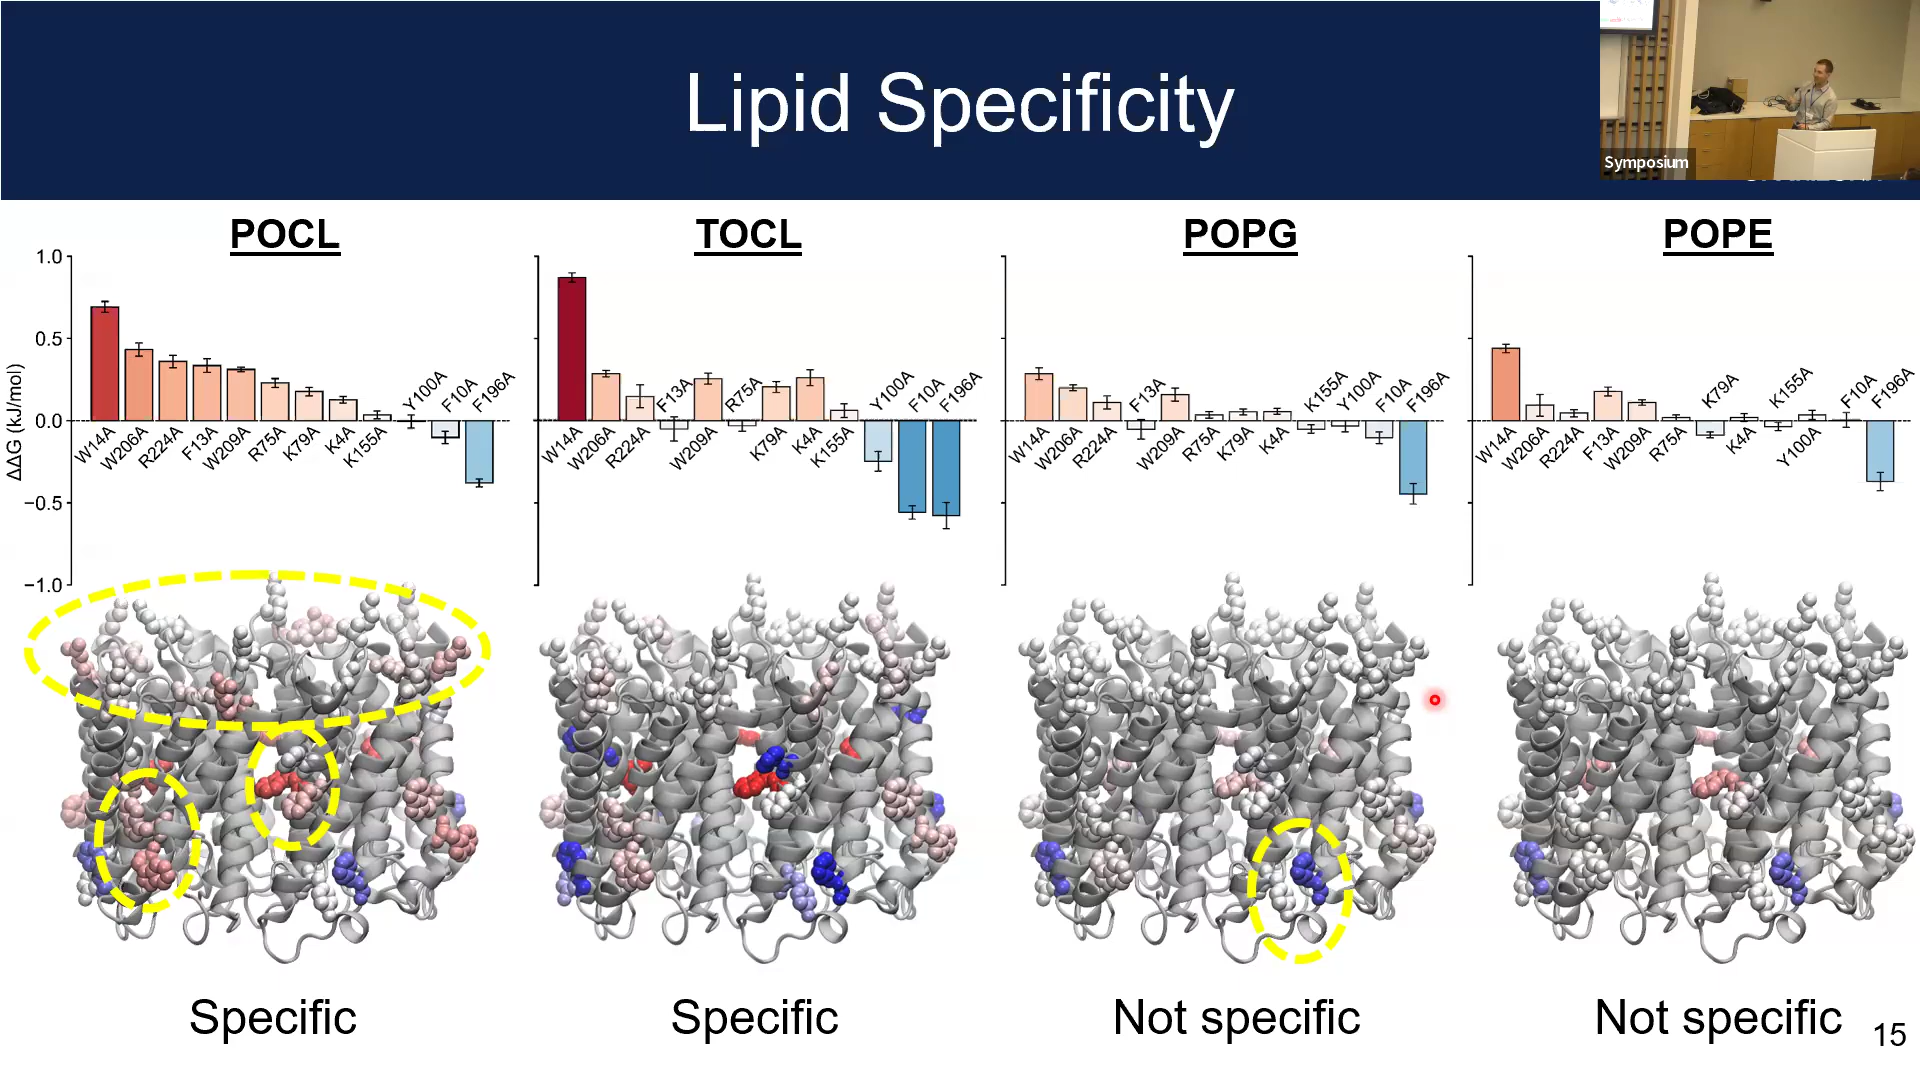 Lipid Specificity
Symposium
POCL
TOCL
POPG
POPE
ΔΔG (kJ/mol)
1.0
0.5
0.0
−0.5
−1.0
W14A W206A R224A F13A W209A R75A K79A K4A K155A Y100A F10A F196A
W14A W206A R224A F13A W209A R75A K79A K4A K155A Y100A F10A F196A
W14A W206A R224A F13A W209A R75A K79A K4A K155A Y100A F10A F196A
W14A W206A R224A F13A W209A R75A K79A K4A K155A Y100A F10A F196A
Specific
Specific
Not specific
Not specific
15